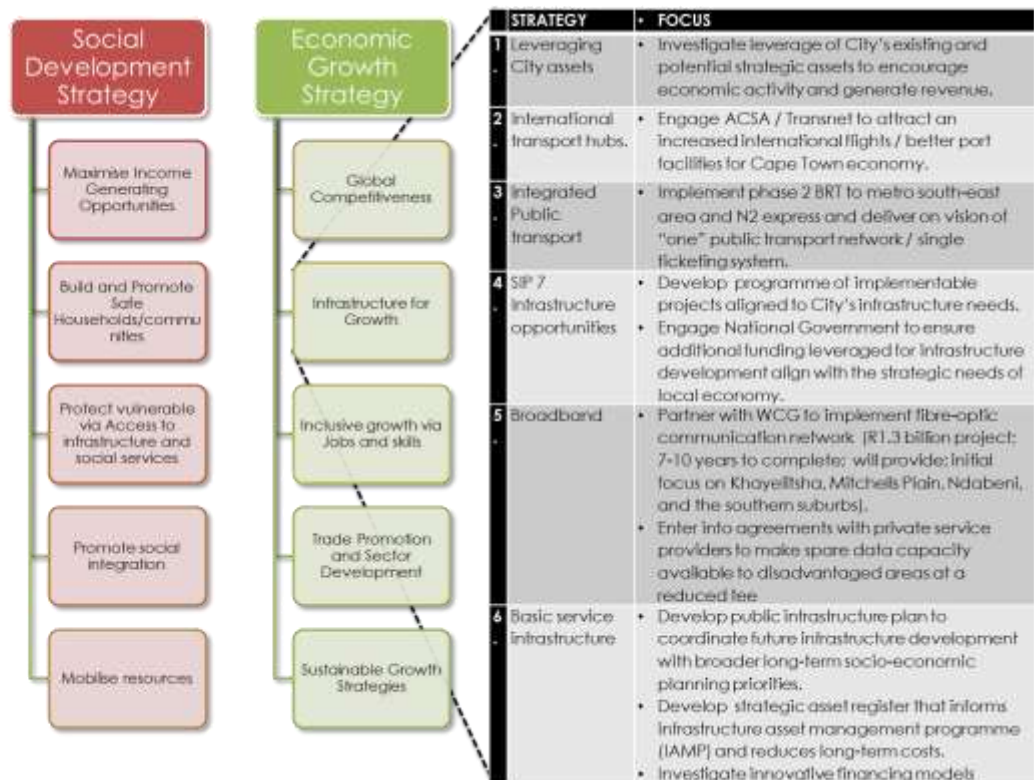 Social
Development
Strategy
Maximise Income
Generating
Opportunities
Build and Promote
Safe
Households/commu
nities
Protect vulnerable
via Access to
infrastructure and
social services
Promote social
integration
Mobilise resources
Economic
Growth
Strategy
Global
Competitiveness
Infrastructure for
Growth
Inclusive growth via
Jobs and skills
Trade Promotion
and Sector
Development
Sustainable Growth
Strategies
STRATEGY • FOCUS
1. Leveraging
City assets
• Investigate leverage of City's existing and
potential strategic assets to encourage
economic activity and generate revenue.
2. International
transport hubs.
• Engage ACSA / Transnet to attract an
increased international flights / better port
facilities for Cape Town economy.
3. Integrated
Public
transport
• Implement phase 2 BRT to metro south-east
area and N2 express and deliver on vision of
"one" public transport network / single
ticketing system.
4. SIP 7
Infrastructure
opportunities
• Develop programme of implementable
projects aligned to City's infrastructure needs.
• Engage National Government to ensure
additional funding leveraged for infrastructure
development align with the strategic needs of
local economy.
5. Broadband
• Partner with WCG to implement fibre-optic
communication network (R1.3 billion project;
7-10 years to complete; will provide; initial
focus on Khayelitsha, Mitchells Plain, Ndabeni,
and the southern suburbs).
• Enter into agreements with private service
providers to make spare data capacity
available to disadvantaged areas at a
reduced fee
6. Basic service
infrastructure
• Develop public infrastructure plan to
coordinate future infrastructure development
with broader long-term socio-economic
planning priorities.
• Develop strategic asset register that informs
infrastructure asset management programme
(IAMP) and reduces long-term costs.
• Investigate innovative financing models